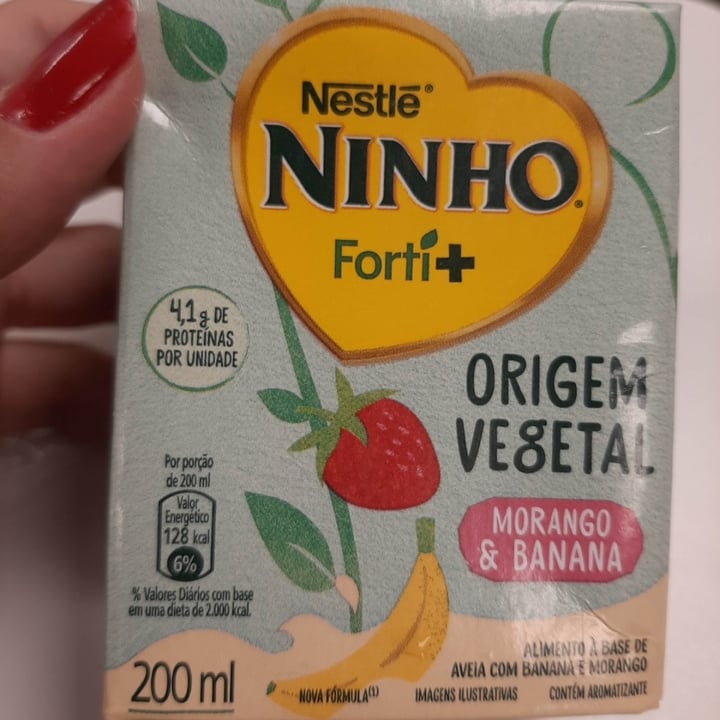 Nestlé®
NINHO®
Forti+
4,1g DE
PROTEÍNAS
POR UNIDADE
ORIGEM
VEGETAL
MORANGO
& BANANA
Por porção
de 200 ml
Valor
Energético
128 kcal
6%
% Valores Diários com base
em uma dieta de 2.000 kcal.
ALIMENTO À BASE DE
AVEIA COM BANANA E MORANGO
200 ml
NOVA FÓRMULA(1)
IMAGENS ILUSTRATIVAS
CONTÉM AROMATIZANTE